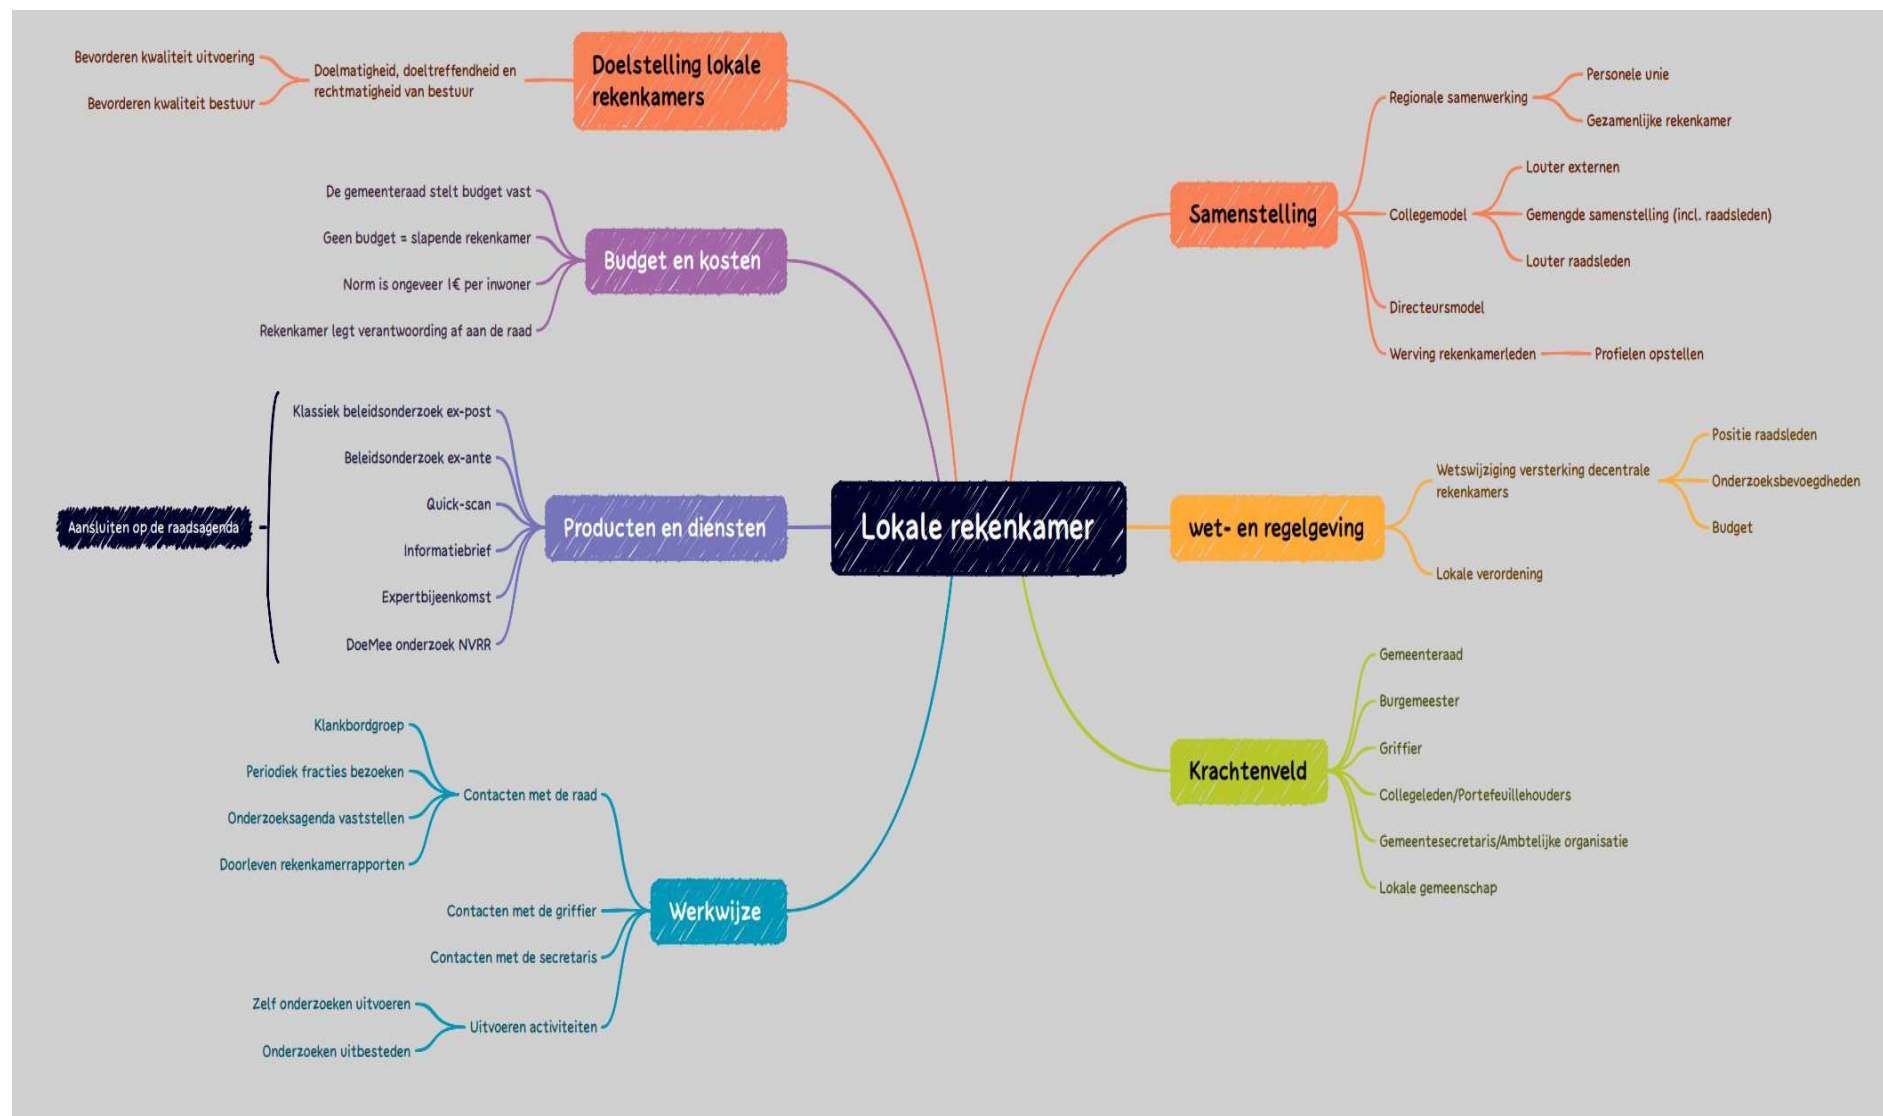 Doelstelling lokale
rekenkamers
Doelmatigheid, doeltreffendheid en
rechtmatigheid van bestuur
Bevorderen kwaliteit uitvoering
Bevorderen kwaliteit bestuur
Budget en kosten
De gemeenteraad stelt budget vast
Geen budget = slapende rekenkamer
Norm is ongeveer 1€ per inwoner
Rekenkamer legt verantwoording af aan de raad
Producten en diensten
Klassiek beleidsonderzoek ex-post
Beleidsonderzoek ex-ante
Quick-scan
Informatiebrief
Expertbijeenkomst
DoeMee onderzoek NVRR
Aansluiten op de raadsagenda
Werkwijze
Contacten met de raad
Klankbordgroep
Periodiek fracties bezoeken
Onderzoeksagenda vaststellen
Doorleven rekenkamerrapporten
Contacten met de griffier
Contacten met de secretaris
Uitvoeren activiteiten
Zelf onderzoeken uitvoeren
Onderzoeken uitbesteden
Lokale rekenkamer
Samenstelling
Regionale samenwerking
Personele unie
Gezamenlijke rekenkamer
Collegemodel
Louter externen
Gemengde samenstelling (incl. raadsleden)
Louter raadsleden
Directeursmodel
Werving rekenkamerleden
Profielen opstellen
wet- en regelgeving
Wetswijziging versterking decentrale
rekenkamers
Positie raadsleden
Onderzoeksbevoegdheden
Budget
Lokale verordening
Krachtenveld
Gemeenteraad
Burgemeester
Griffier
Collegeleden/Portefeuillehouders
Gemeentesecretaris/Ambtelijke organisatie
Lokale gemeenschap